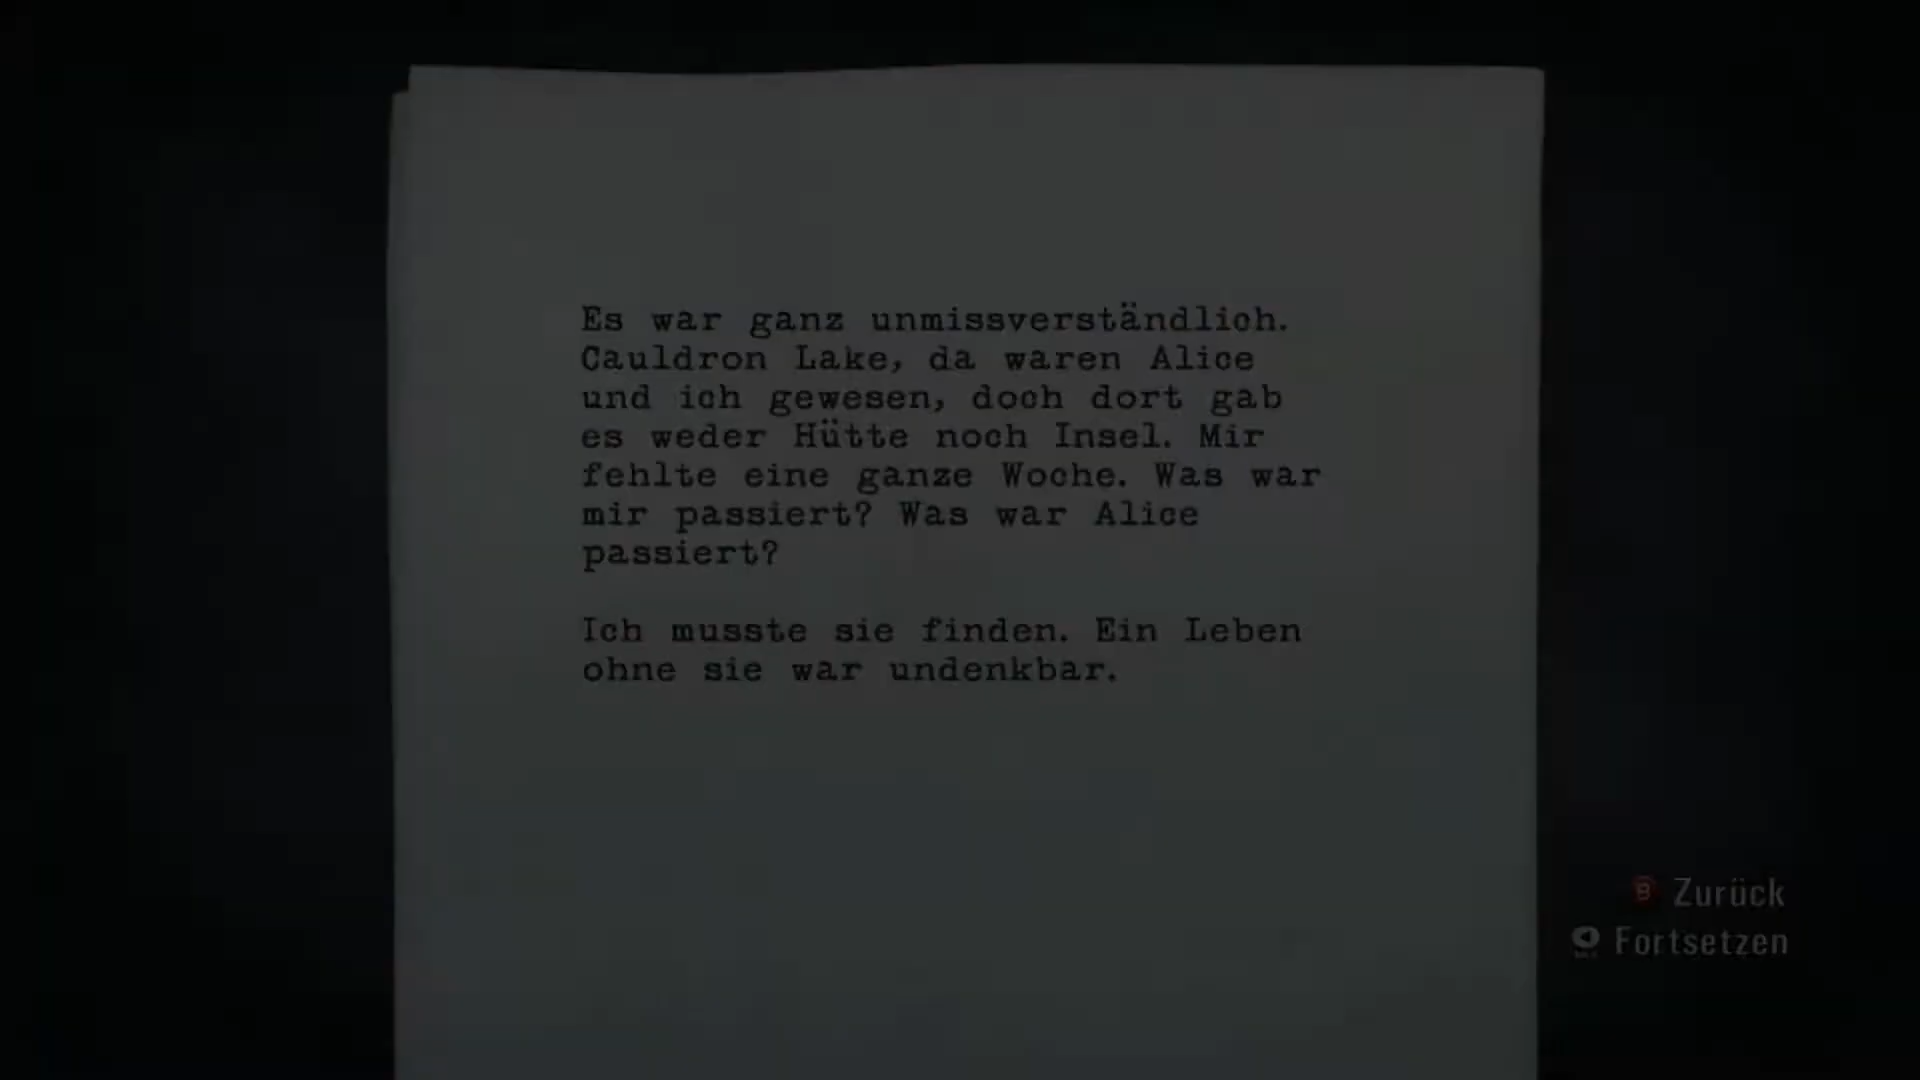 Es war ganz unmissverständlich.
Cauldron Lake, da waren Alice
und ich gewesen, doch dort gab
es weder Hütte noch Insel. Mir
fehlte eine ganze Woche. Was war
mir passiert? Was war Alice
passiert?
Ich musste sie finden. Ein Leben
ohne sie war undenkbar.
B Zurück
Fortsetzen